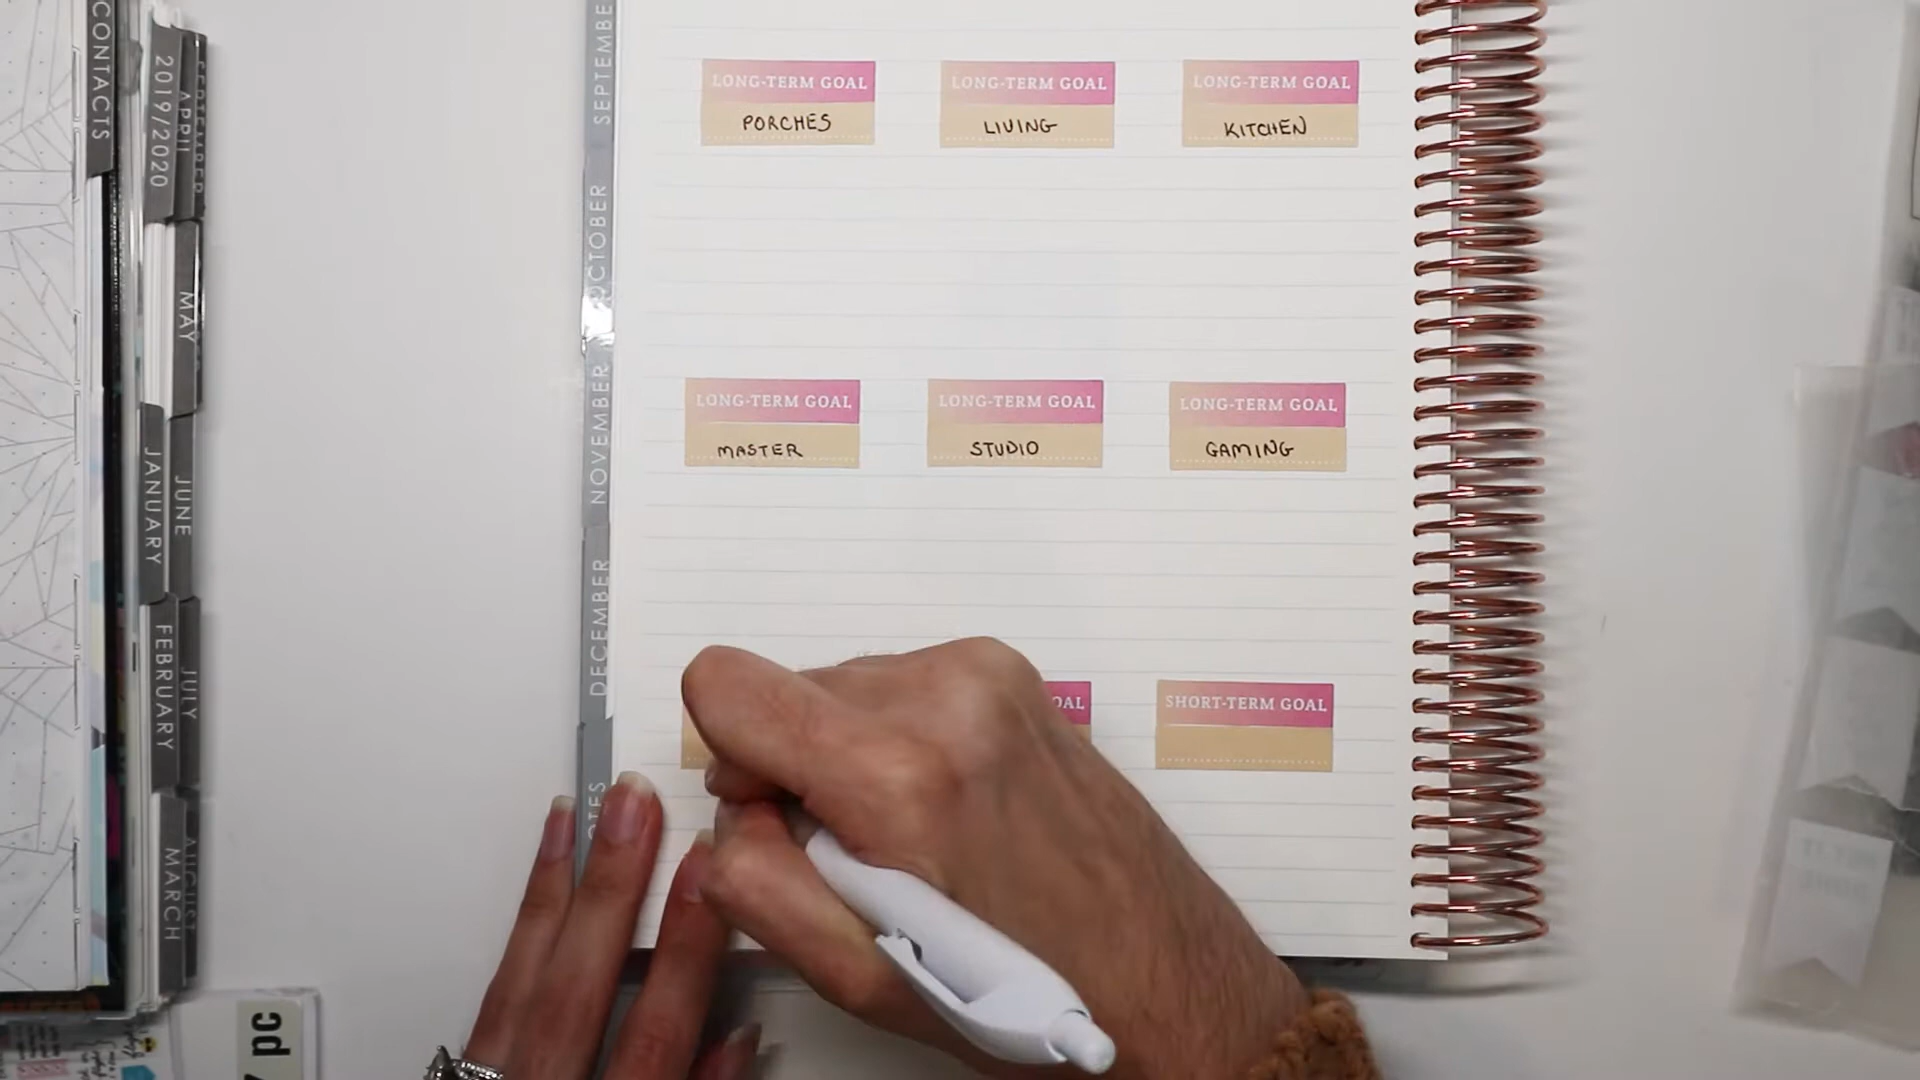 CONTACTS
2019/2020
APRIL
SEPTEMBER
MAY
JANUARY
JUNE
FEBRUARY
JULY
MARCH
AUGUST
pc
SEPTEMBE
OCTOBER
NOVEMBER
DECEMBER
LONG-TERM GOAL
PORCHES
LONG-TERM GOAL
LIVING
LONG-TERM GOAL
KITCHEN
LONG-TERM GOAL
MASTER
LONG-TERM GOAL
STUDIO
LONG-TERM GOAL
GAMING
OAL
SHORT-TERM GOAL